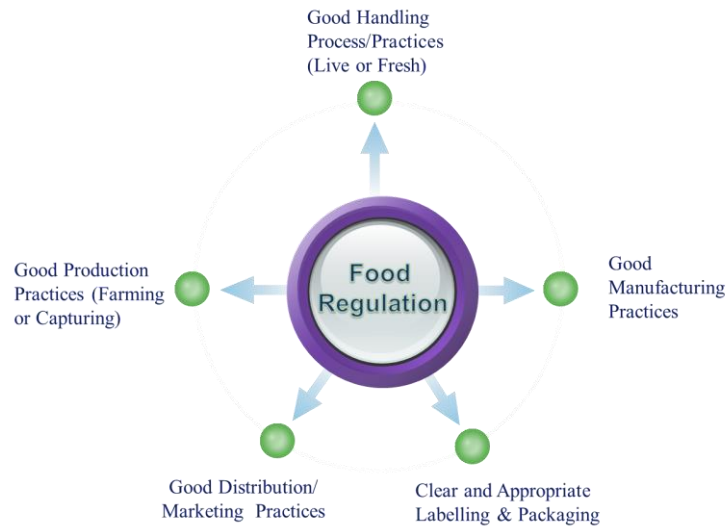 Good Handling
Process/Practices
(Live or Fresh)
Good Production
Practices (Farming
or Capturing)
Food
Regulation
Good
Manufacturing
Practices
Good Distribution/
Marketing Practices
Clear and Appropriate
Labelling & Packaging